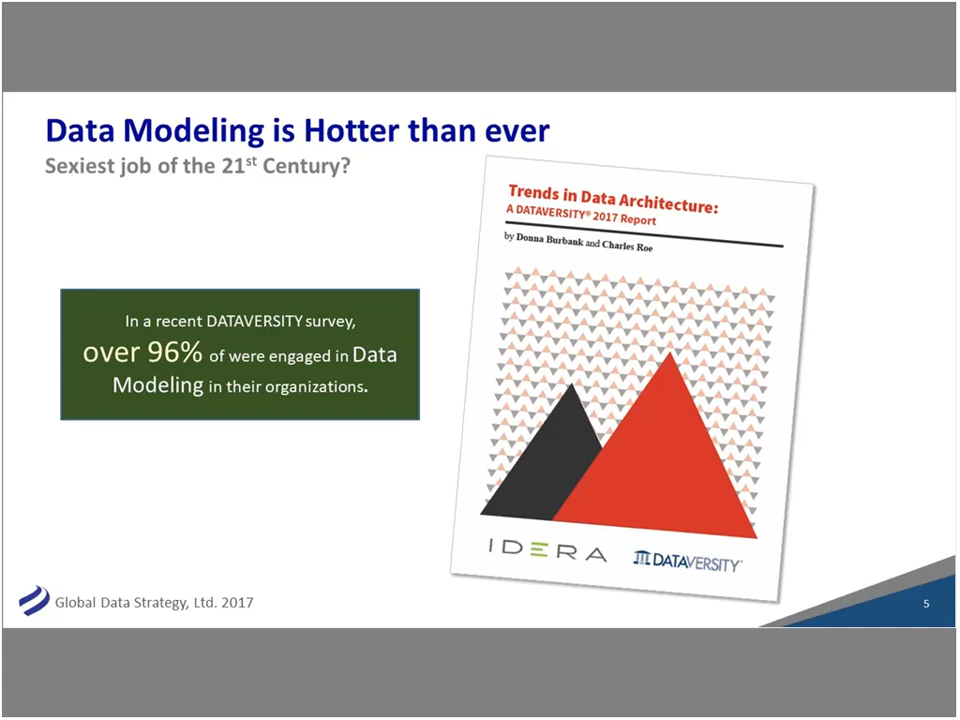 Data Modeling is Hotter than ever
Sexiest job of the 21st Century?
In a recent DATAVERSITY survey,
over 96% of were engaged in Data
Modeling in their organizations.
Trends in Data Architecture:
A DATAVERSITY® 2017 Report
by Donna Burbank and Charles Roe
IDERA
DATAVERSITY
Global Data Strategy, Ltd. 2017
5